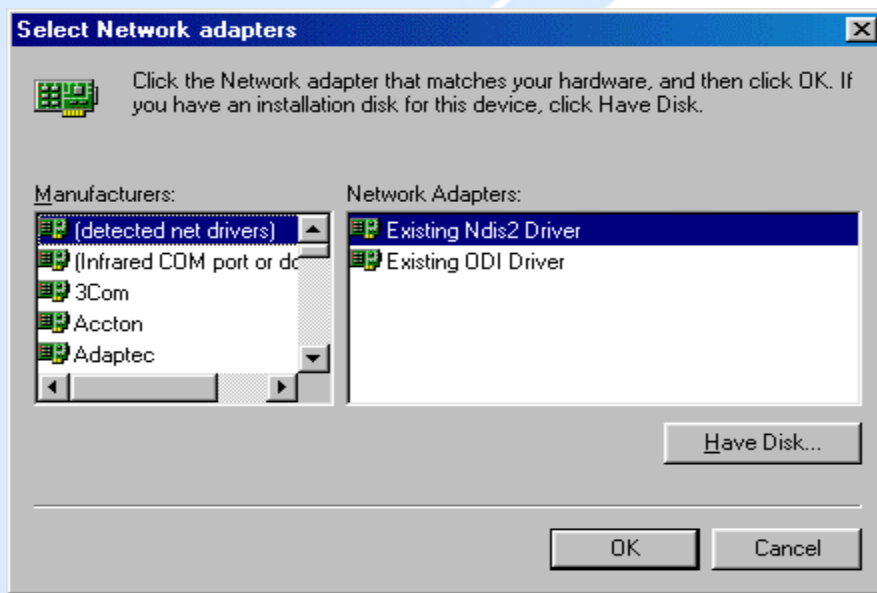 Select Network adapters
Click the Network adapter that matches your hardware, and then click OK. If
you have an installation disk for this device, click Have Disk.
Manufacturers:
(detected net drivers)
(Infrared COM port or do
3Com
Accton
Adaptec
Network Adapters:
Existing Ndis2 Driver
Existing ODI Driver
Have Disk...
OK
Cancel